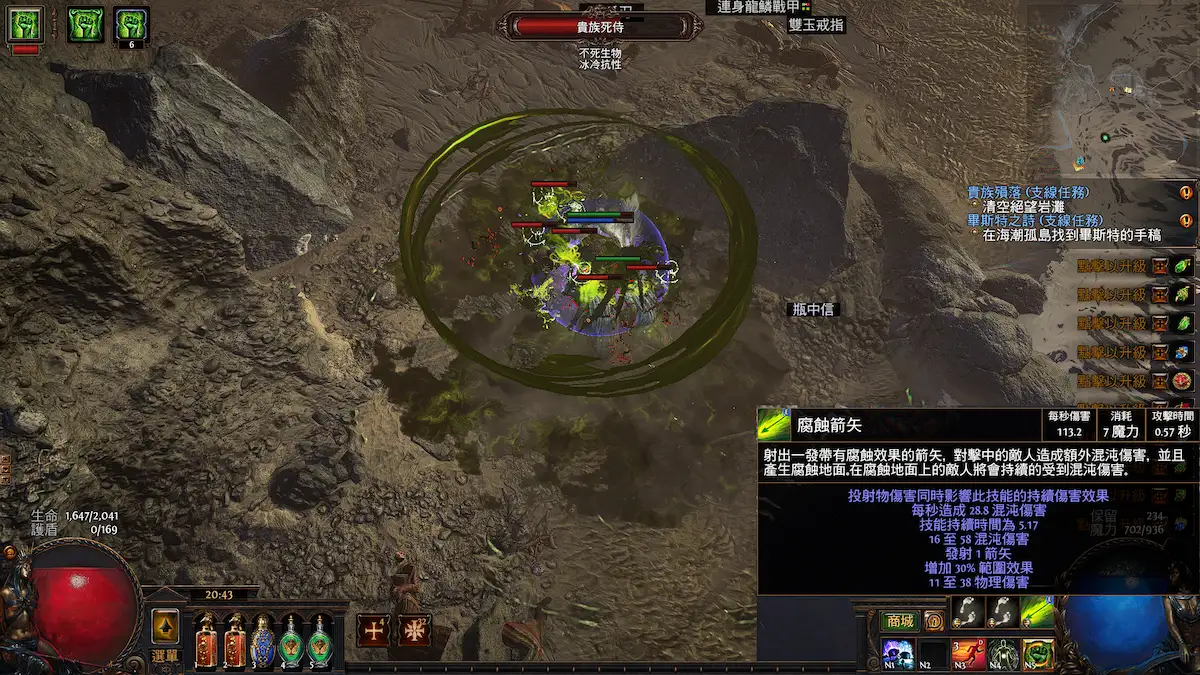 6
貴族死侍
不死生物
冰冷抗性
連身龍鱗戰甲
雙玉戒指
貴族殞落 (支線任務)
清空絕望岩灘
畢斯特之詩 (支線任務)
在海潮孤島找到畢斯特的手稿
點擊以升級
點擊以升級
點擊以升級
點擊以升級
點擊以升級
瓶中信
腐蝕箭矢
每秒傷害
113.2
消耗
7 魔力
攻擊時間
0.57 秒
射出一發帶有腐蝕效果的箭矢, 對擊中的敵人造成額外混沌傷害, 並且
產生腐蝕地面.在腐蝕地面上的敵人將會持續的受到混沌傷害。
投射物傷害同時影響此技能的持續傷害效果
每秒造成 28.8 混沌傷害
技能持續時間為 5.17
16 至 58 混沌傷害
發射 1 箭矢
增加 30% 範圍效果
11 至 38 物理傷害
保留 234
魔力 702/936
生命 1,647/2,041
護盾 0/169
20:43
選單
2
3
4
5
4
2
商城
N1
N2
N3
N4
N5